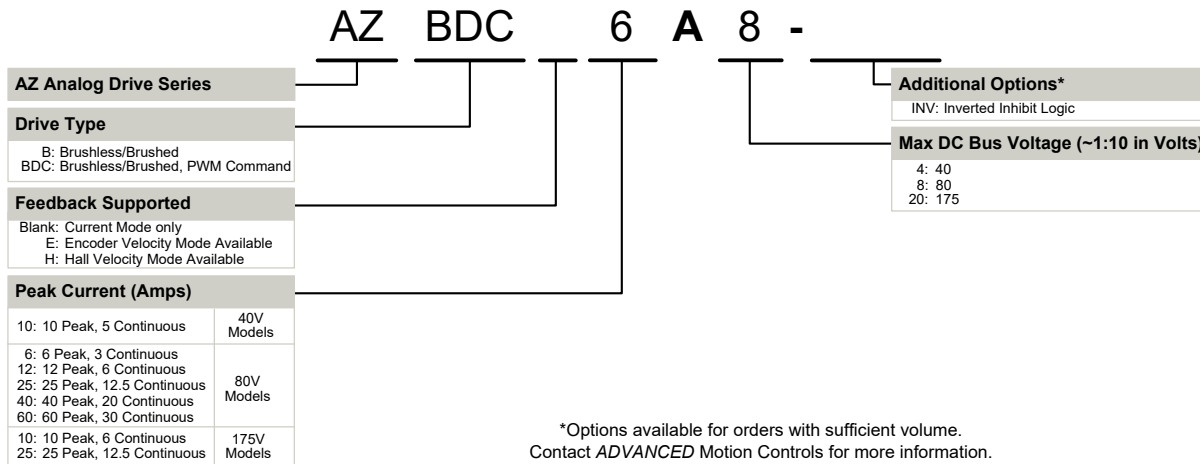 AZ BDC 6 A 8 -
AZ Analog Drive Series
Drive Type
B: Brushless/Brushed
BDC: Brushless/Brushed, PWM Command
Feedback Supported
Blank: Current Mode only
E: Encoder Velocity Mode Available
H: Hall Velocity Mode Available
Peak Current (Amps)
10: 10 Peak, 5 Continuous
40V
Models
6: 6 Peak, 3 Continuous
12: 12 Peak, 6 Continuous
25: 25 Peak, 12.5 Continuous
40: 40 Peak, 20 Continuous
60: 60 Peak, 30 Continuous
80V
Models
10: 10 Peak, 6 Continuous
25: 25 Peak, 12.5 Continuous
175V
Models
Additional Options*
INV: Inverted Inhibit Logic
Max DC Bus Voltage (~1:10 in Volts)
4: 40
8: 80
20: 175
*Options available for orders with sufficient volume.
Contact ADVANCED Motion Controls for more information.